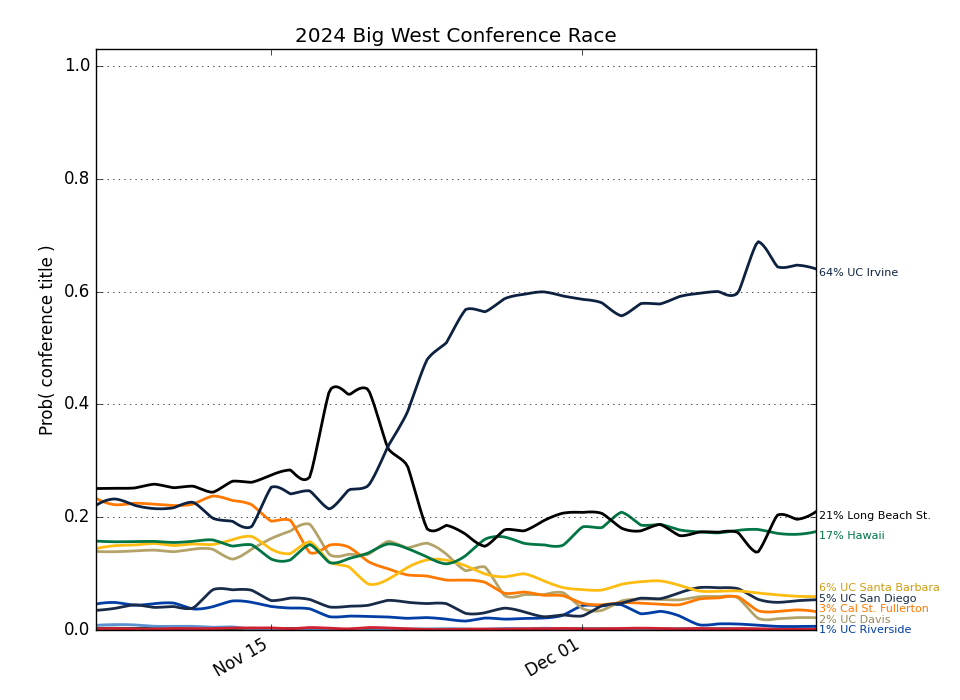 2024 Big West Conference Race
Prob( conference title )
1.0
0.8
0.6
0.4
0.2
0.0
Nov 15
Dec 01
64% UC Irvine
21% Long Beach St.
17% Hawaii
6% UC Santa Barbara
5% UC San Diego
3% Cal St. Fullerton
2% UC Davis
1% UC Riverside